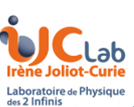 iJCLab
Irène Joliot-Curie
Laboratoire de Physique
des 2 Infinis